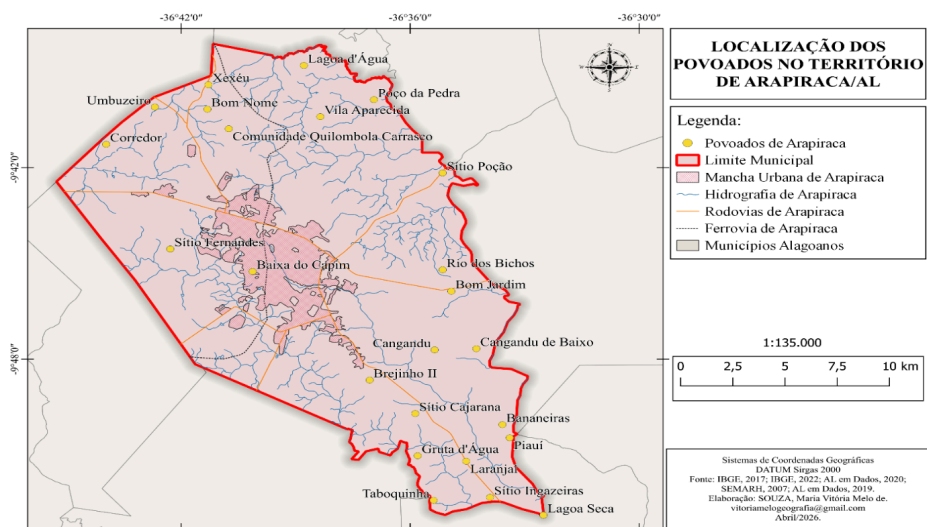 -36°42'0"
-36°36'0"
-36°30'0"
-9°42'0"
-9°48'0"
Lagoa d'Água
Xexéu
Poço da Pedra
Umbuzeiro
Bom Nome
Vila Aparecida
Comunidade Quilombola Carrasco
Corredor
Sítio Poção
Sítio Fernandes
Baixa do Capim
Rio dos Bichos
Bom Jardim
Cangandu
Cangandu de Baixo
Brejinho II
Sítio Cajarana
Bananeiras
Piauí
Gruta d'Água
Laranjal
Taboquinha
Sítio Ingazeiras
Lagoa Seca
N
W
E
S
LOCALIZAÇÃO DOS
POVOADOS NO TERRITÓRIO
DE ARAPIRACA/AL
Legenda:
Povoados de Arapiraca
Limite Municipal
Mancha Urbana de Arapiraca
Hidrografia de Arapiraca
Rodovias de Arapiraca
Ferrovia de Arapiraca
Municípios Alagoanos
1:135.000
0 2,5 5 7,5 10 km
Sistemas de Coordenadas Geográficas
DATUM Sirgas 2000
Fonte: IBGE, 2017; IBGE, 2022; AL em Dados, 2020;
SEMARH, 2007; AL em Dados, 2019.
Elaboração: SOUZA, Maria Vitória Melo de.
vitoriamelogeografia@gmail.com
Abril/2026.